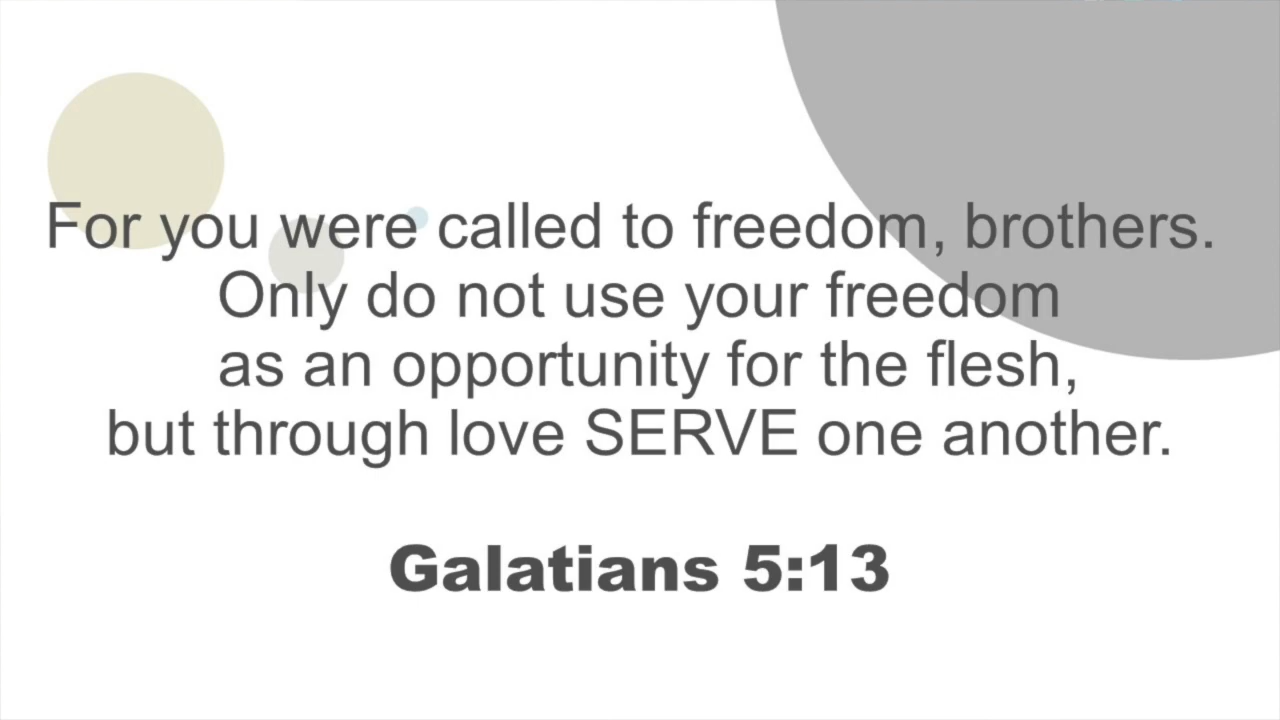 For you were called to freedom, brothers.
Only do not use your freedom
as an opportunity for the flesh,
but through love SERVE one another.
Galatians 5:13